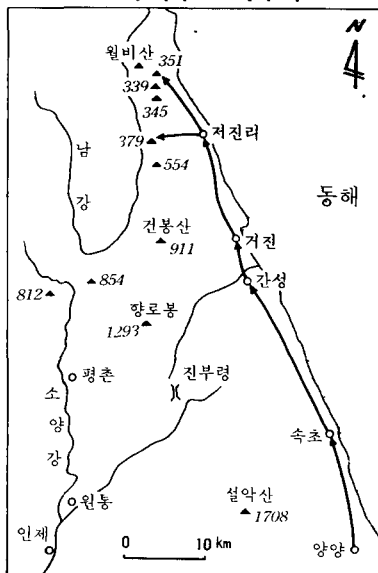 N
4
월비산
351
339
345
저진리
379
554
남
강
동해
건봉산
911
거진
간성
812
854
향로봉
1293
진부령
평촌
소
양
강
속초
원통
설악산
1708
인제
0 10 km
양양